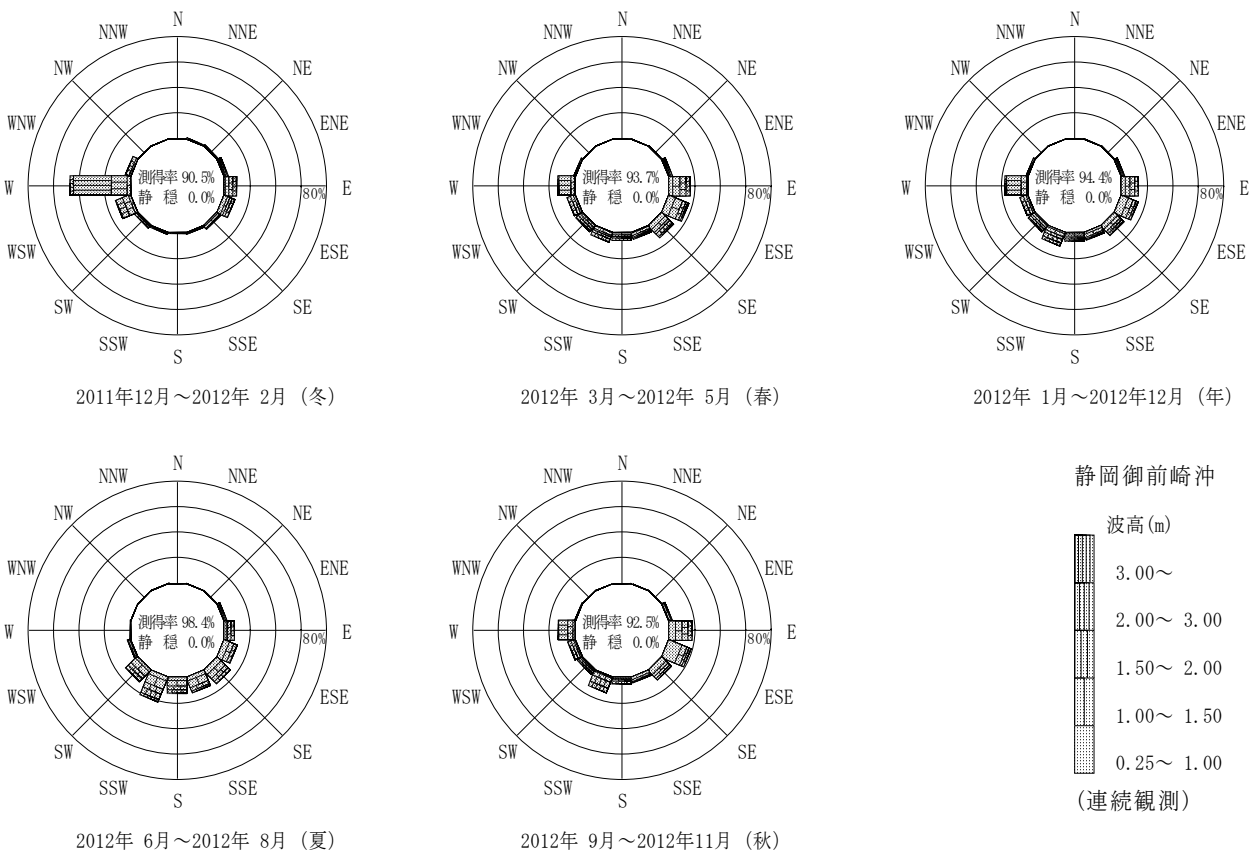 N
NNW NNE
NW NE
WNW ENE
W E
測得率 90.5%
静 穏 0.0%
80%
WSW ESE
SW SE
SSW SSE
S
2011年12月～2012年 2月 (冬)
N
NNW NNE
NW NE
WNW ENE
W E
測得率 93.7%
静 穏 0.0%
80%
WSW ESE
SW SE
SSW SSE
S
2012年 3月～2012年 5月 (春)
N
NNW NNE
NW NE
WNW ENE
W E
測得率 94.4%
静 穏 0.0%
80%
WSW ESE
SW SE
SSW SSE
S
2012年 1月～2012年12月 (年)
N
NNW NNE
NW NE
WNW ENE
W E
測得率 98.4%
静 穏 0.0%
80%
WSW ESE
SW SE
SSW SSE
S
2012年 6月～2012年 8月 (夏)
N
NNW NNE
NW NE
WNW ENE
W E
測得率 92.5%
静 穏 0.0%
80%
WSW ESE
SW SE
SSW SSE
S
2012年 9月～2012年11月 (秋)
静岡御前崎沖
波高(m)
3.00～
2.00～ 3.00
1.50～ 2.00
1.00～ 1.50
0.25～ 1.00
(連続観測)